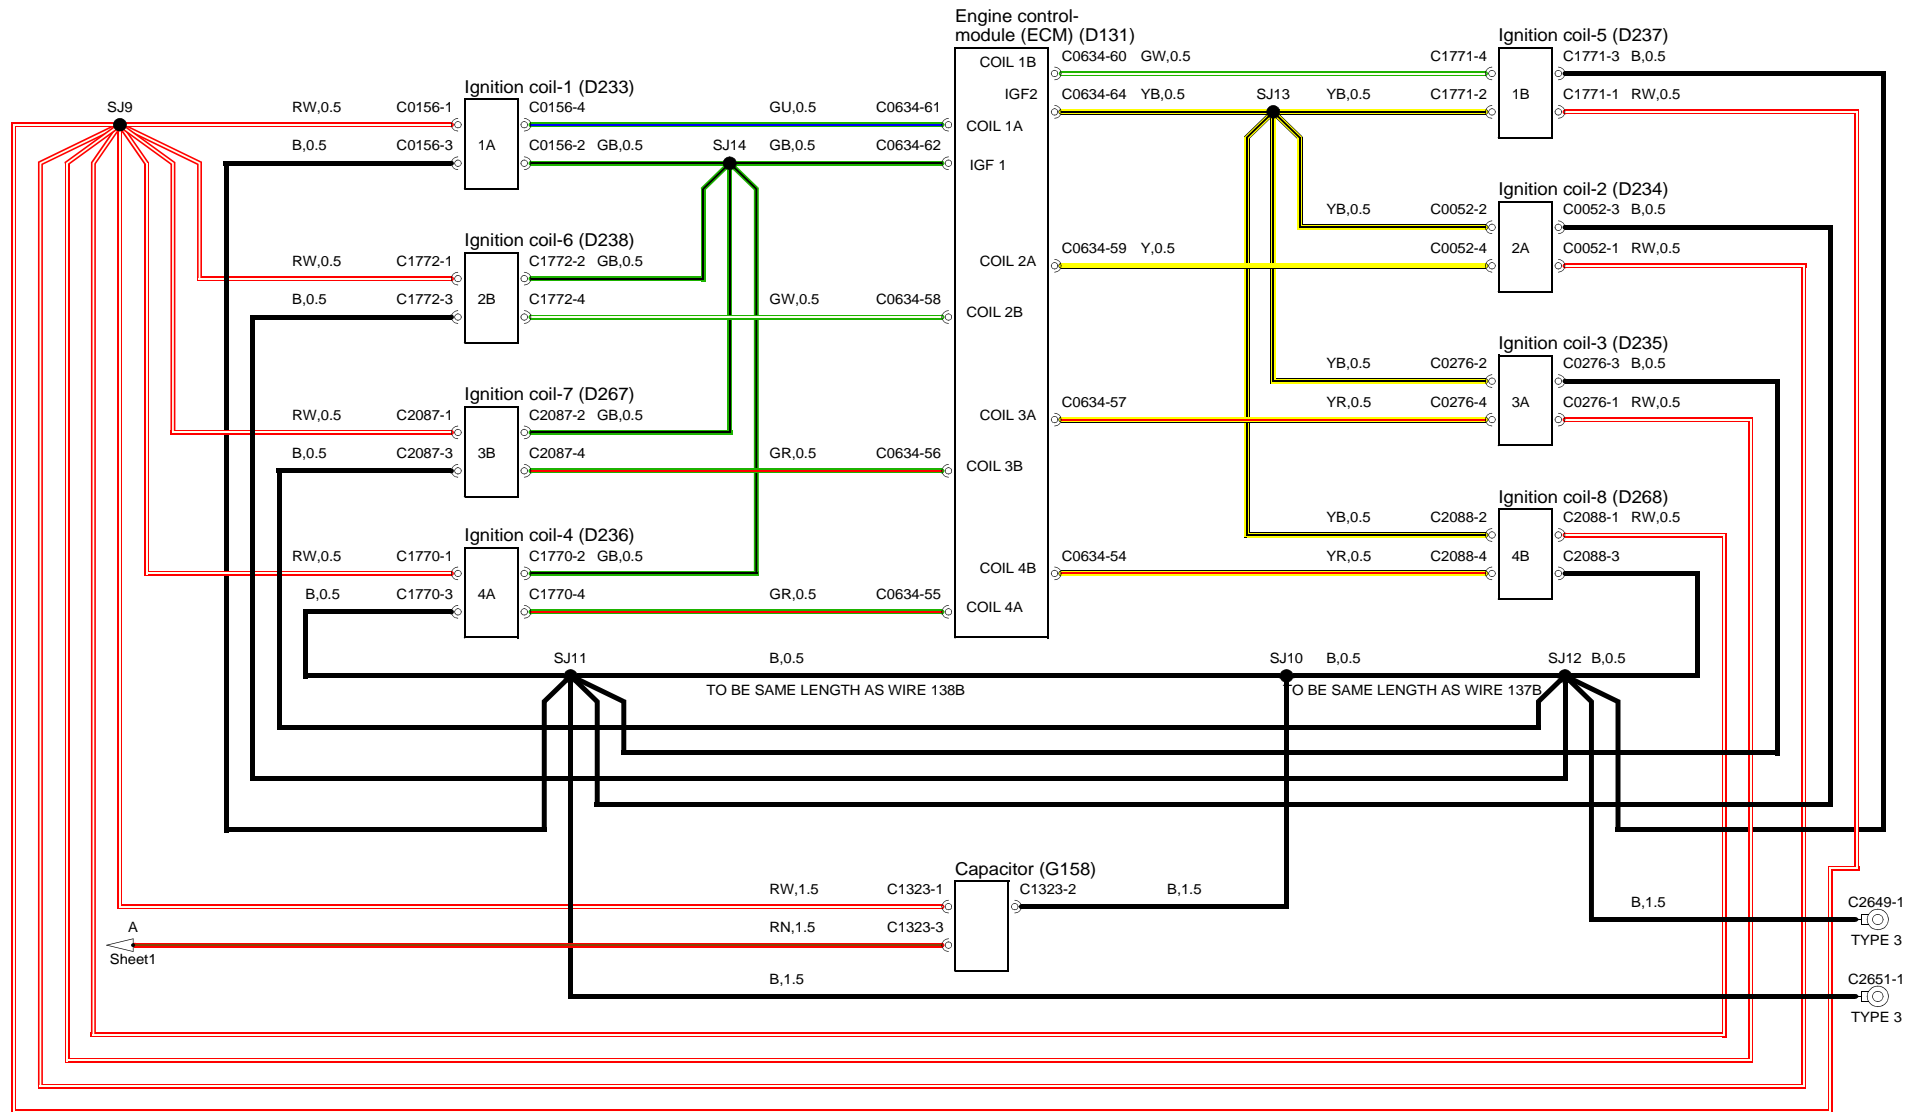 Engine control-
module (ECM) (D131)
Ignition coil-5 (D237)
COIL 1B C0634-60 GW,0.5 C1771-4 C1771-3 B,0.5
Ignition coil-1 (D233)
IGF2 C0634-64 YB,0.5 SJ13 YB,0.5 C1771-2 1B C1771-1 RW,0.5
SJ9 RW,0.5 C0156-1 C0156-4 GU,0.5 C0634-61 COIL 1A
B,0.5 C0156-3 1A C0156-2 GB,0.5 SJ14 GB,0.5 C0634-62 IGF 1
Ignition coil-2 (D234)
YB,0.5 C0052-2 C0052-3 B,0.5
Ignition coil-6 (D238)
COIL 2A C0634-59 Y,0.5 C0052-4 2A C0052-1 RW,0.5
RW,0.5 C1772-1 C1772-2 GB,0.5
B,0.5 C1772-3 2B C1772-4 GW,0.5 C0634-58 COIL 2B
Ignition coil-3 (D235)
YB,0.5 C0276-2 C0276-3 B,0.5
Ignition coil-7 (D267)
COIL 3A C0634-57 YR,0.5 C0276-4 3A C0276-1 RW,0.5
RW,0.5 C2087-1 C2087-2 GB,0.5
B,0.5 C2087-3 3B C2087-4 GR,0.5 C0634-56 COIL 3B
Ignition coil-8 (D268)
YB,0.5 C2088-2 C2088-1 RW,0.5
Ignition coil-4 (D236)
COIL 4B C0634-54 YR,0.5 C2088-4 4B C2088-3
RW,0.5 C1770-1 C1770-2 GB,0.5
B,0.5 C1770-3 4A C1770-4 GR,0.5 C0634-55 COIL 4A
SJ11 B,0.5 SJ10 B,0.5 SJ12 B,0.5
TO BE SAME LENGTH AS WIRE 138B TO BE SAME LENGTH AS WIRE 137B
Capacitor (G158)
RW,1.5 C1323-1 C1323-2 B,1.5
B,1.5 C2649-1
A RN,1.5 C1323-3
TYPE 3
Sheet1
B,1.5 C2651-1
TYPE 3